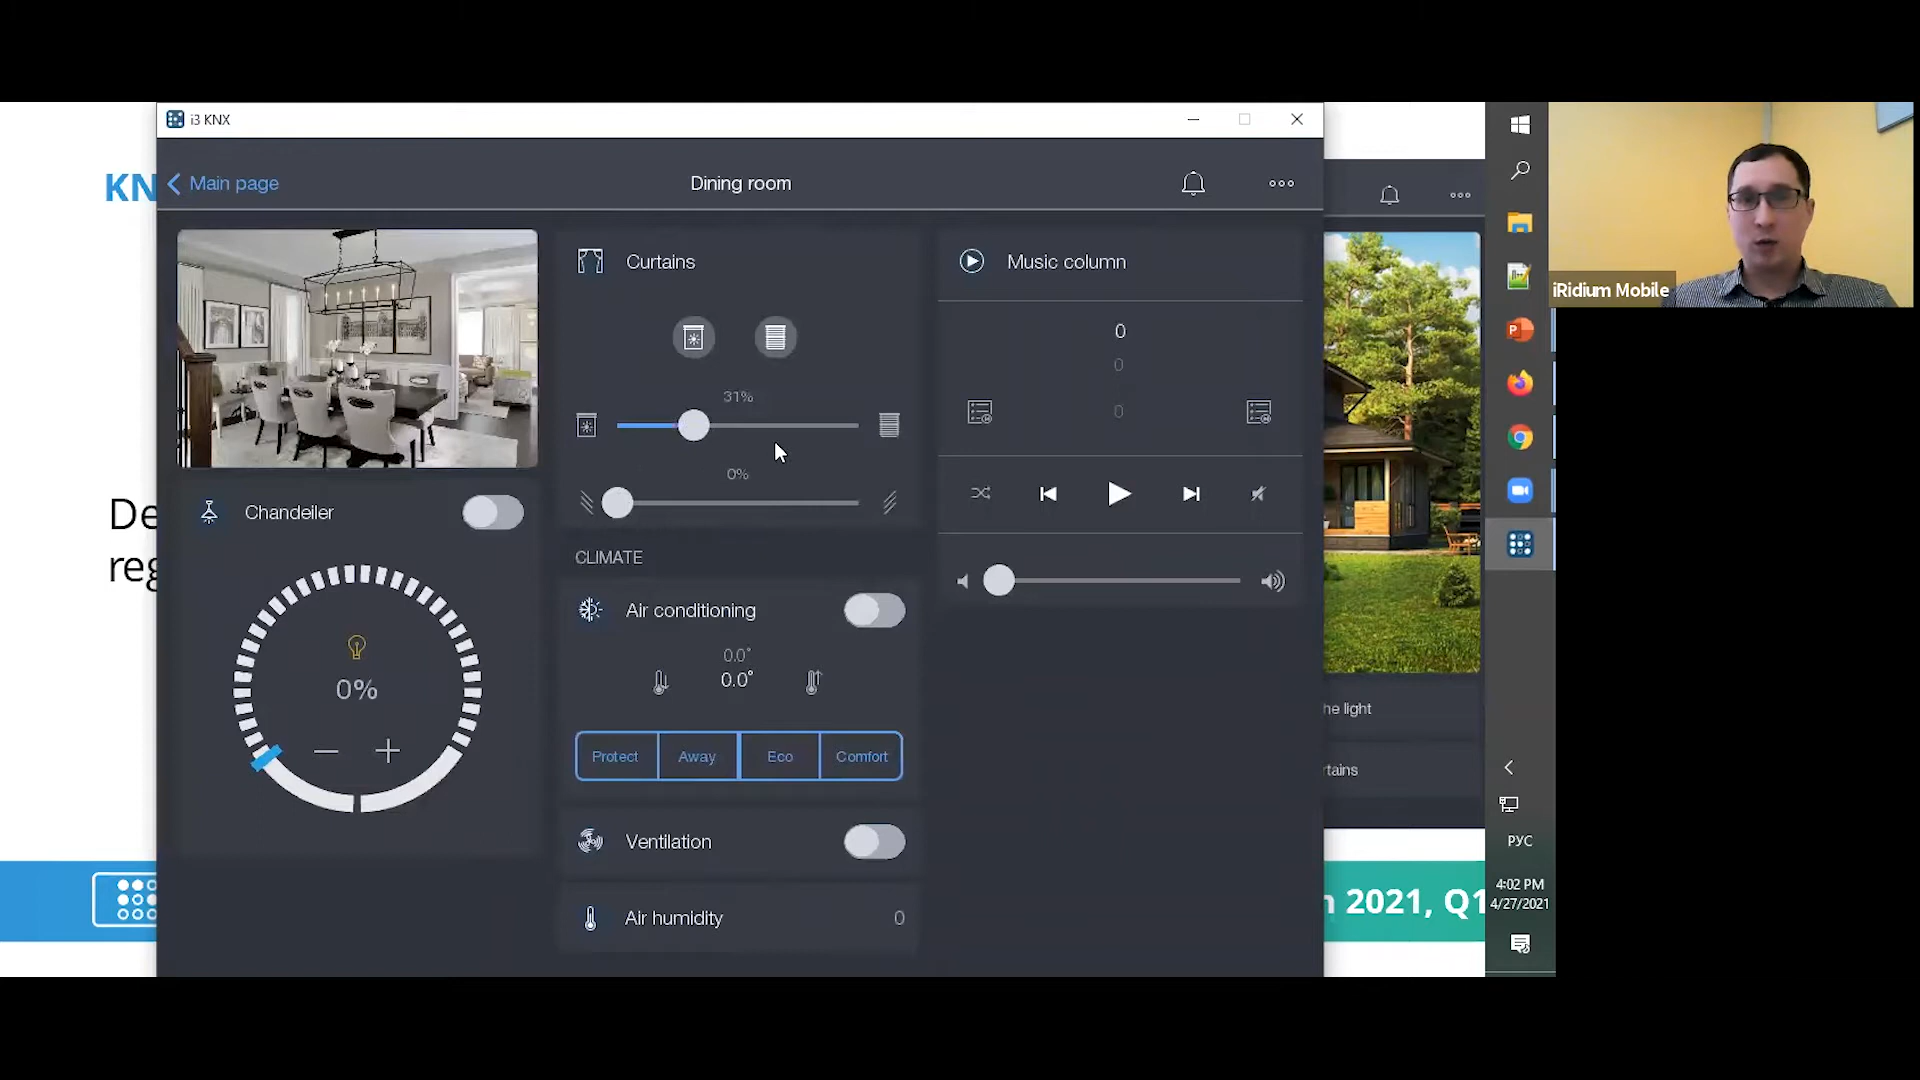 i3 KNX
KN
Main page
Dining room
Curtains
Music column
iRidium Mobile
0
0
31%
0
0%
De
Chandeiler
reg
CLIMATE
Air conditioning
0.0°
0.0°
0%
he light
Protect
Away
Eco
Comfort
rtains
Ventilation
РУС
4:02 PM
n 2021, Q1
4/27/2021
Air humidity
0